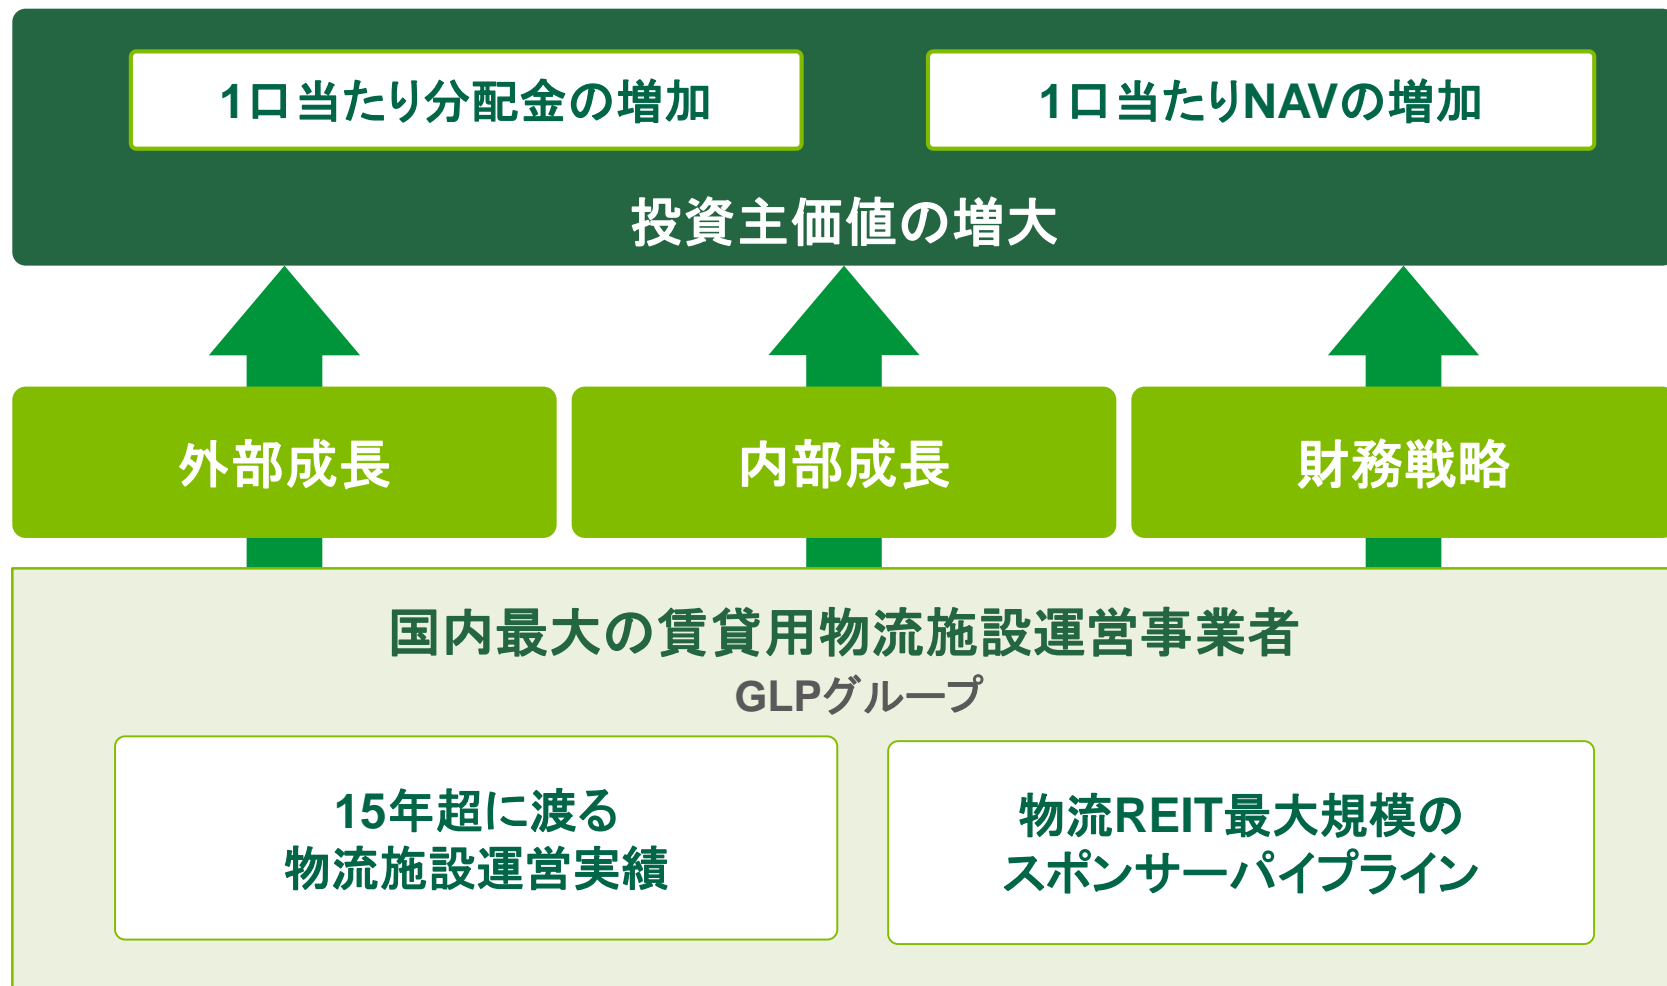 1口当たり分配金の増加
1口当たりNAVの増加
投資主価値の増大
外部成長
内部成長
財務戦略
国内最大の賃貸用物流施設運営事業者
GLPグループ
15年超に渡る
物流施設運営実績
物流REIT最大規模の
スポンサーパイプライン